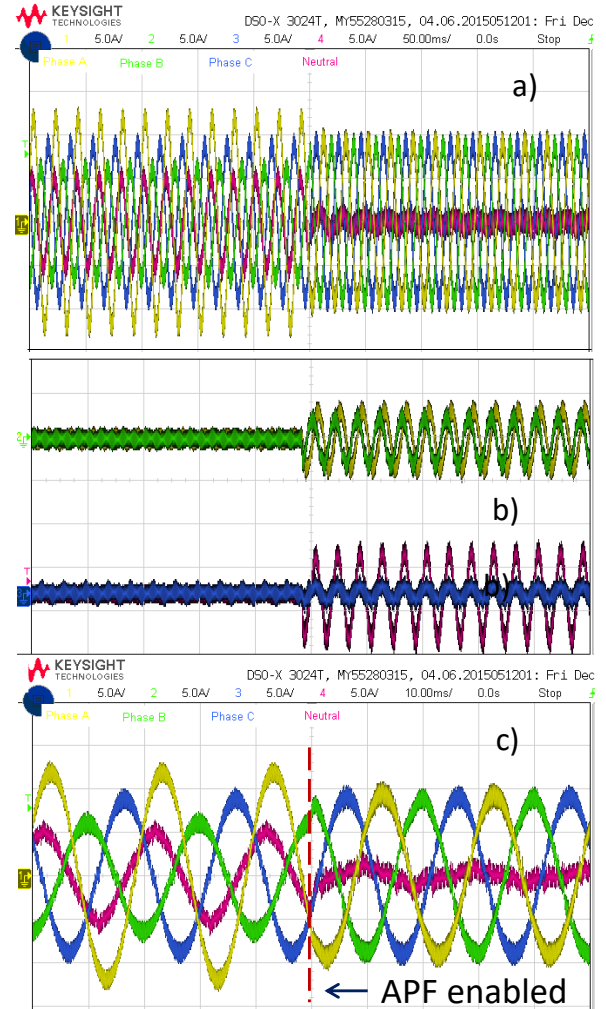 KEYSIGHT
TECHNOLOGIES
DSO-X 3024T, MY55280315, 04.06.2015051201: Fri Dec
1 5.0A/ 2 5.0A/ 3 5.0A/ 4 5.0A/ 50.00ms/ 0.0s Stop
Phase A Phase B Phase C Neutral
a)
T
2
b)
T
b)
KEYSIGHT
TECHNOLOGIES
DSO-X 3024T, MY55280315, 04.06.2015051201: Fri Dec
1 5.0A/ 2 5.0A/ 3 5.0A/ 4 5.0A/ 10.00ms/ 0.0s Stop
Phase A Phase B Phase C Neutral
c)
T
← APF enabled